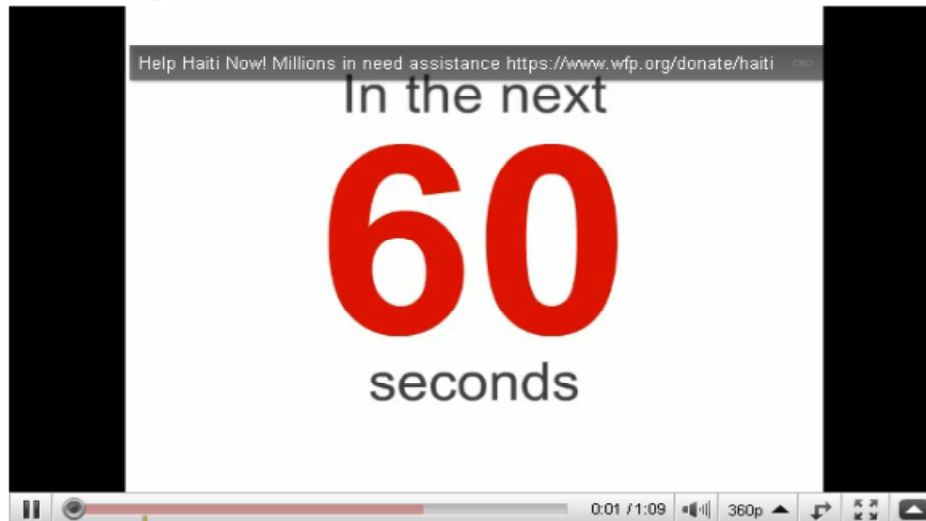 Help Haiti Now! Millions in need assistance https://www.wfp.org/donate/haiti
In the next
60
seconds
0:01 / 1:09 360p